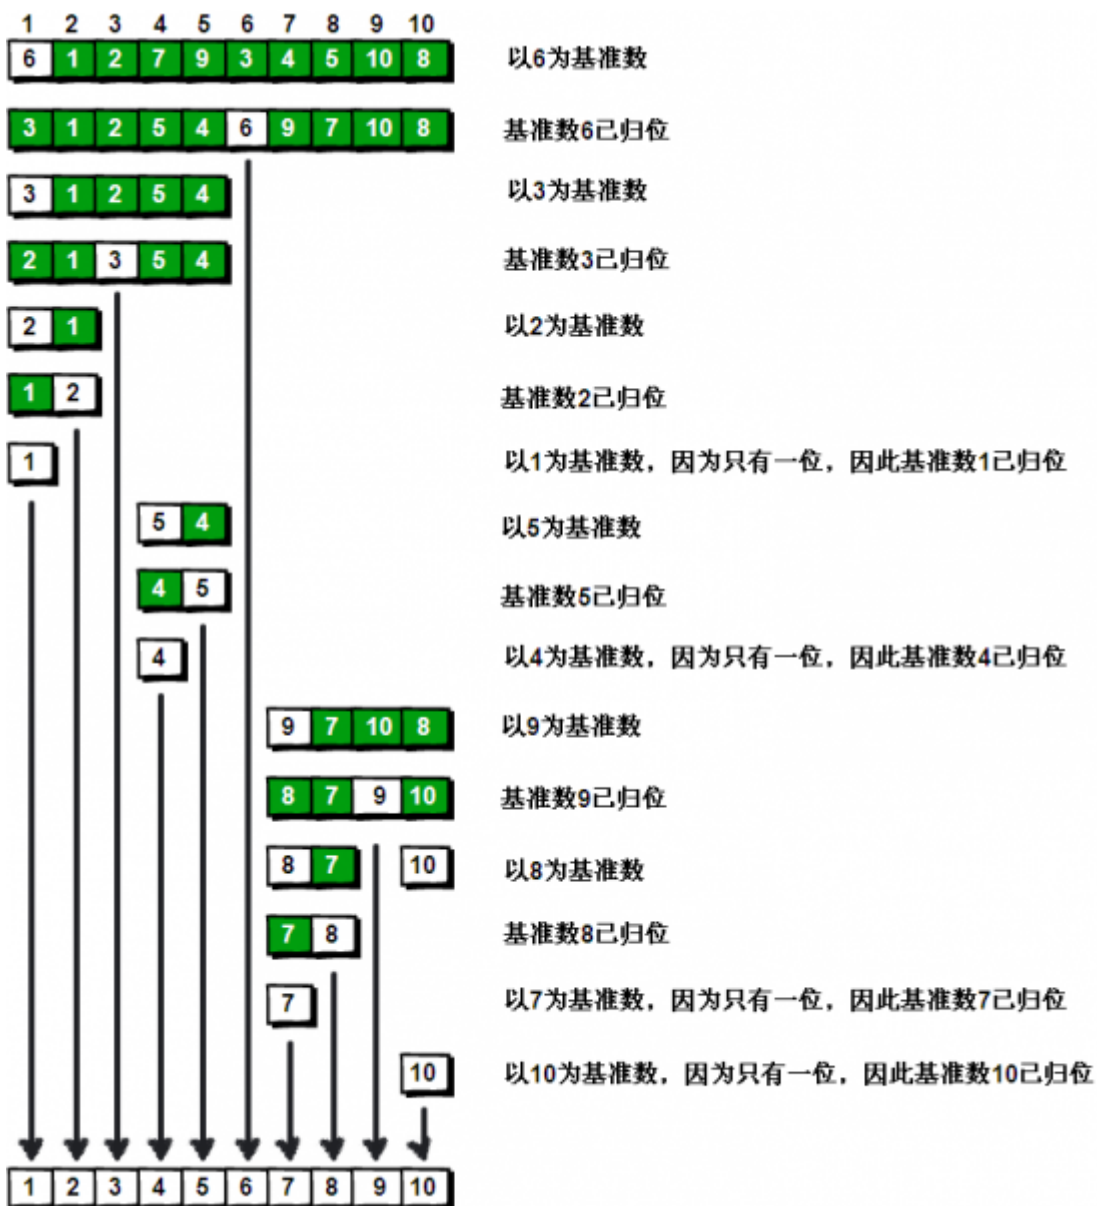 1 2 3 4 5 6 7 8 9 10
6 1 2 7 9 3 4 5 10 8 以6为基准数
3 1 2 5 4 6 9 7 10 8 基准数6已归位
3 1 2 5 4 以3为基准数
2 1 3 5 4 基准数3已归位
2 1 以2为基准数
1 2 基准数2已归位
1 以1为基准数，因为只有一位，因此基准数1已归位
5 4 以5为基准数
4 5 基准数5已归位
4 以4为基准数，因为只有一位，因此基准数4已归位
9 7 10 8 以9为基准数
8 7 9 10 基准数9已归位
8 7 10 以8为基准数
7 8 基准数8已归位
7 以7为基准数，因为只有一位，因此基准数7已归位
10 以10为基准数，因为只有一位，因此基准数10已归位
1 2 3 4 5 6 7 8 9 10